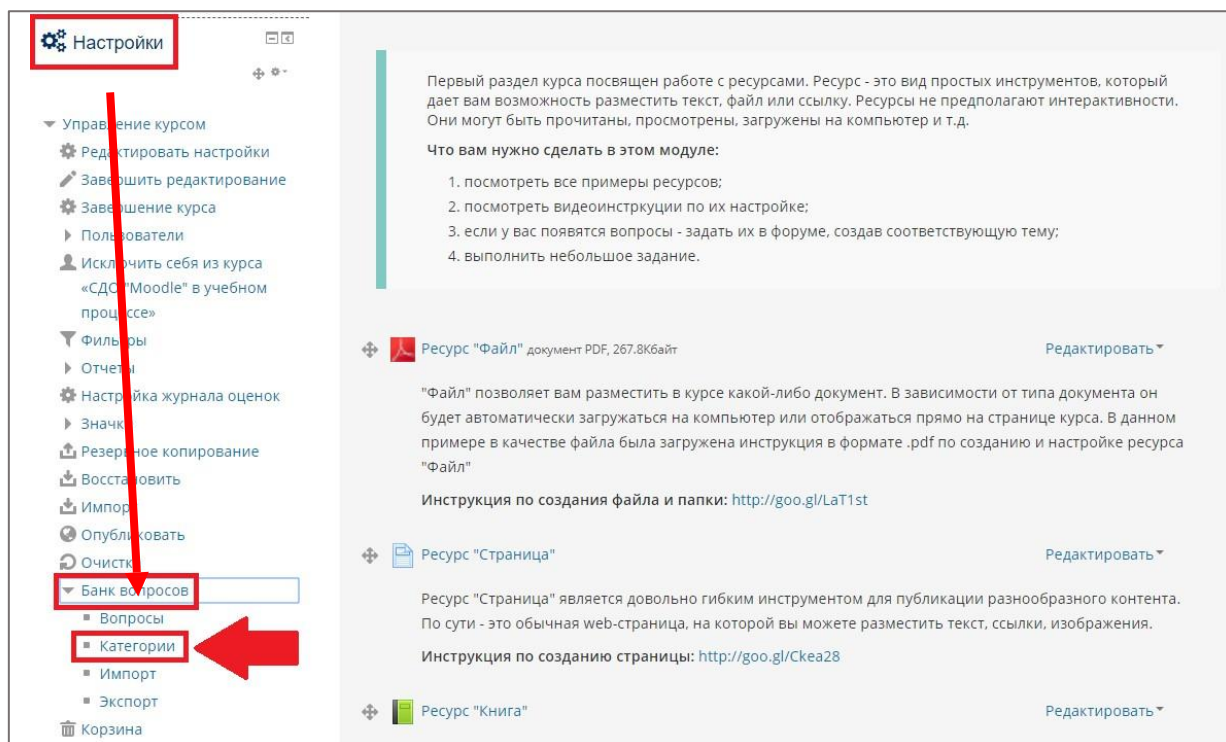 Настройки
Управление курсом
Редактировать настройки
Завершить редактирование
Завершение курса
Пользователи
Исключить себя из курса
«СДО "Moodle" в учебном
процессе»
Фильтры
Отчеты
Настройка журнала оценок
Значки
Резервное копирование
Восстановить
Импорт
Опубликовать
Очистка
Банк вопросов
Вопросы
Категории
Импорт
Экспорт
Корзина
Первый раздел курса посвящен работе с ресурсами. Ресурс - это вид простых инструментов, который
дает вам возможность разместить текст, файл или ссылку. Ресурсы не предполагают интерактивности.
Они могут быть прочитаны, просмотрены, загружены на компьютер и т.д.
Что вам нужно сделать в этом модуле:
1. посмотреть все примеры ресурсов;
2. посмотреть видеоинстркуции по их настройке;
3. если у вас появятся вопросы - задать их в форуме, создав соответствующую тему;
4. выполнить небольшое задание.
Ресурс "Файл" документ PDF, 267.8Кбайт Редактировать
"Файл" позволяет вам разместить в курсе какой-либо документ. В зависимости от типа документа он
будет автоматически загружаться на компьютер или отображаться прямо на странице курса. В данном
примере в качестве файла была загружена инструкция в формате .pdf по созданию и настройке ресурса
"Файл"
Инструкция по создания файла и папки: http://goo.gl/LaT1st
Ресурс "Страница" Редактировать
Ресурс "Страница" является довольно гибким инструментом для публикации разнообразного контента.
По сути - это обычная web-страница, на которой вы можете разместить текст, ссылки, изображения.
Инструкция по созданию страницы: http://goo.gl/Ckea28
Ресурс "Книга" Редактировать